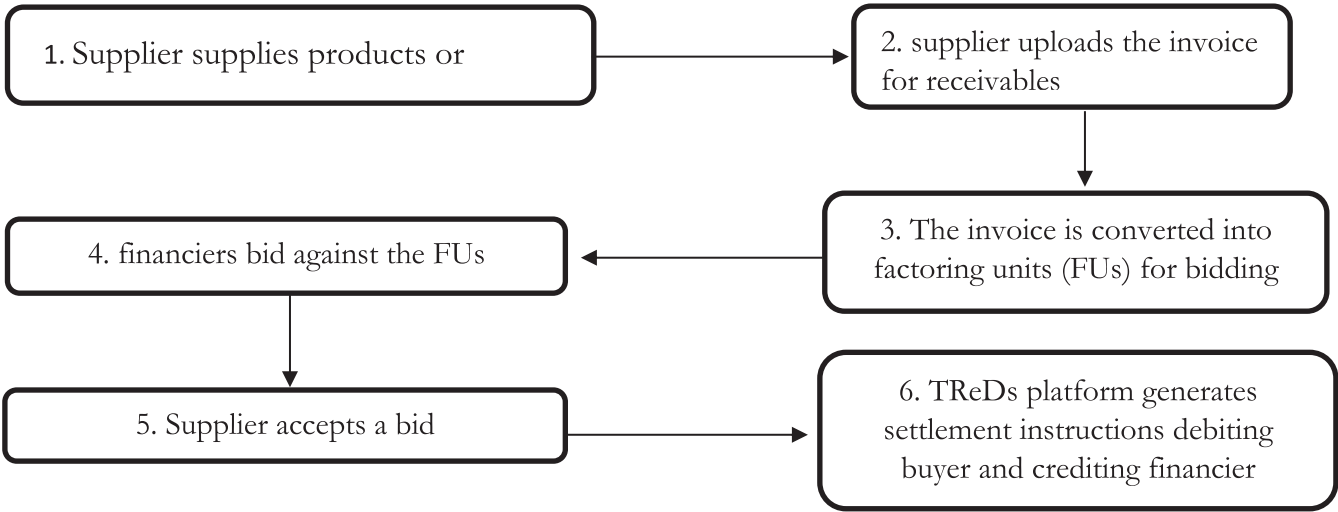 1. Supplier supplies products or
2. supplier uploads the invoice
for receivables
3. The invoice is converted into
factoring units (FUs) for bidding
4. financiers bid against the FUs
5. Supplier accepts a bid
6. TReDs platform generates
settlement instructions debiting
buyer and crediting financier